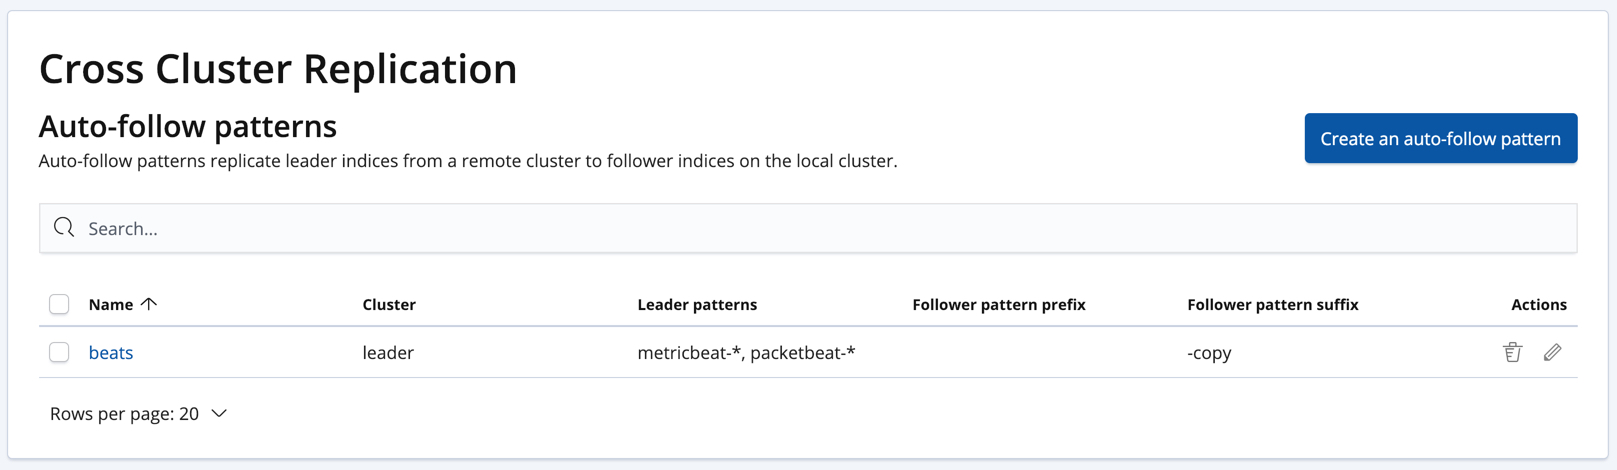 Cross Cluster Replication
Auto-follow patterns
Auto-follow patterns replicate leader indices from a remote cluster to follower indices on the local cluster.
Create an auto-follow pattern
Search...
Name Cluster Leader patterns Follower pattern prefix Follower pattern suffix Actions
beats leader metricbeat-*, packetbeat-* -copy
Rows per page: 20